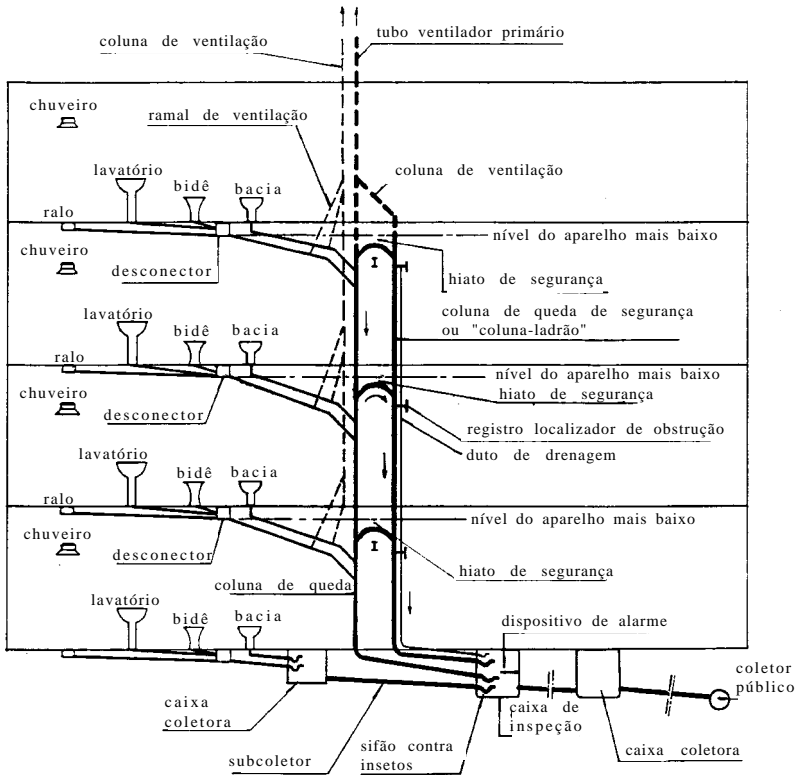 coluna de ventilação
tubo ventilador primário
chuveiro
ramal de ventilação
coluna de ventilação
lavatório
bidê
bacia
ralo
nível do aparelho mais baixo
chuveiro
desconector
hiato de segurança
coluna de queda de segurança
ou "coluna-ladrão"
I
lavatório
bidê
bacia
ralo
nível do aparelho mais baixo
hiato de segurança
chuveiro
desconector
registro localizador de obstrução
duto de drenagem
lavatório
bidê
bacia
ralo
nível do aparelho mais baixo
chuveiro
desconector
I
hiato de segurança
coluna de queda
lavatório
bidê
bacia
dispositivo de alarme
coletor
público
caixa
coletora
caixa de
inspeção
subcoletor
sifão contra
insetos
caixa coletora